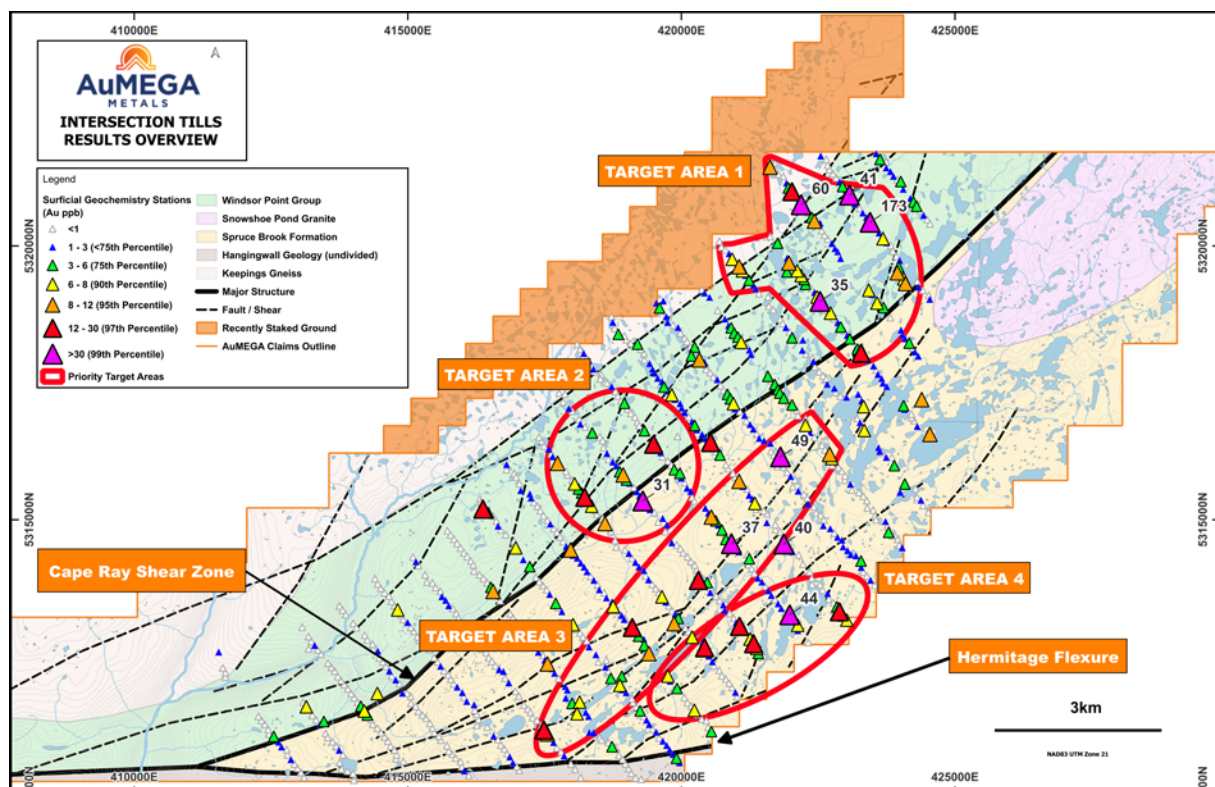 410000E
415000E
420000E
425000E
AuMEGA
METALS
INTERSECTION TILLS
RESULTS OVERVIEW
Legend
Surficial Geochemistry Stations
(Au ppb)
<1
1 - 3 (<75th Percentile)
3 - 6 (75th Percentile)
6 - 8 (90th Percentile)
8 - 12 (95th Percentile)
12 - 30 (97th Percentile)
>30 (99th Percentile)
Priority Target Areas
Windsor Point Group
Snowshoe Pond Granite
Spruce Brook Formation
Hangingwall Geology (undivided)
Keepings Gneiss
Major Structure
Fault / Shear
Recently Staked Ground
AuMEGA Claims Outline
TARGET AREA 1
60
41
173
35
5320000N
5320000N
TARGET AREA 2
31
49
37
40
5315000N
5315000N
Cape Ray Shear Zone
TARGET AREA 3
TARGET AREA 4
44
Hermitage Flexure
3km
NAD83 UTM Zone 21
410000E
415000E
420000E
425000E